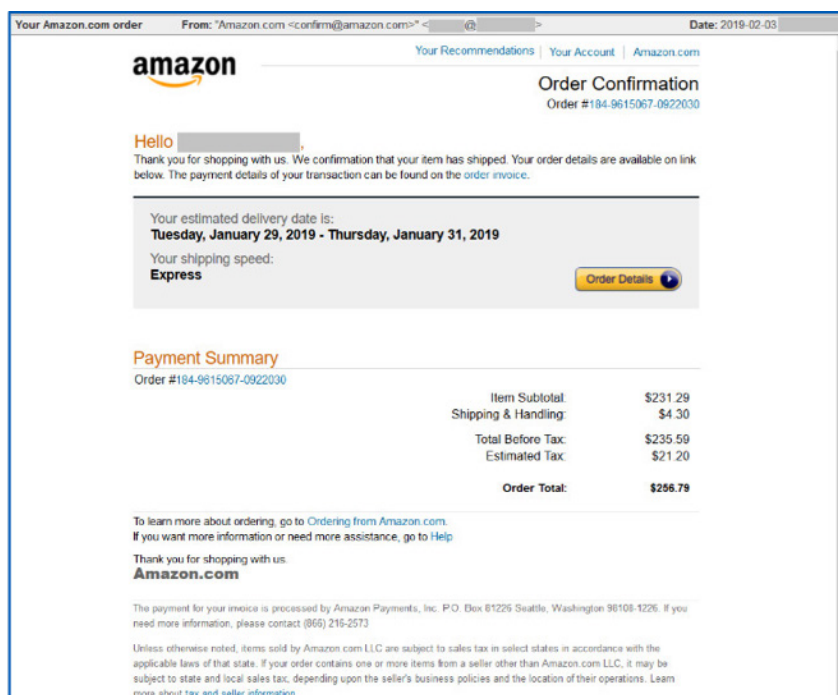 Your Amazon.com order From: "Amazon.com <confirm@amazon.com>" < @ > Date: 2019-02-03
amazon
Your Recommendations | Your Account | Amazon.com
Order Confirmation
Order #184-9615067-0922030
Hello ,
Thank you for shopping with us. We confirmation that your item has shipped. Your order details are available on link
below. The payment details of your transaction can be found on the order invoice.
Your estimated delivery date is:
Tuesday, January 29, 2019 - Thursday, January 31, 2019
Your shipping speed:
Express
Order Details
Payment Summary
Order #184-9615067-0922030
Item Subtotal: $231.29
Shipping & Handling: $4.30
Total Before Tax: $235.59
Estimated Tax: $21.20
Order Total: $256.79
To learn more about ordering, go to Ordering from Amazon.com.
If you want more information or need more assistance, go to Help
Thank you for shopping with us.
Amazon.com
The payment for your invoice is processed by Amazon Payments, Inc. P.O. Box 81226 Seattle, Washington 98108-1226. If you
need more information, please contact (866) 216-2573
Unless otherwise noted, items sold by Amazon.com LLC are subject to sales tax in select states in accordance with the
applicable laws of that state. If your order contains one or more items from a seller other than Amazon.com LLC, it may be
subject to state and local sales tax, depending upon the seller's business policies and the location of their operations. Learn
more about tax and seller information.